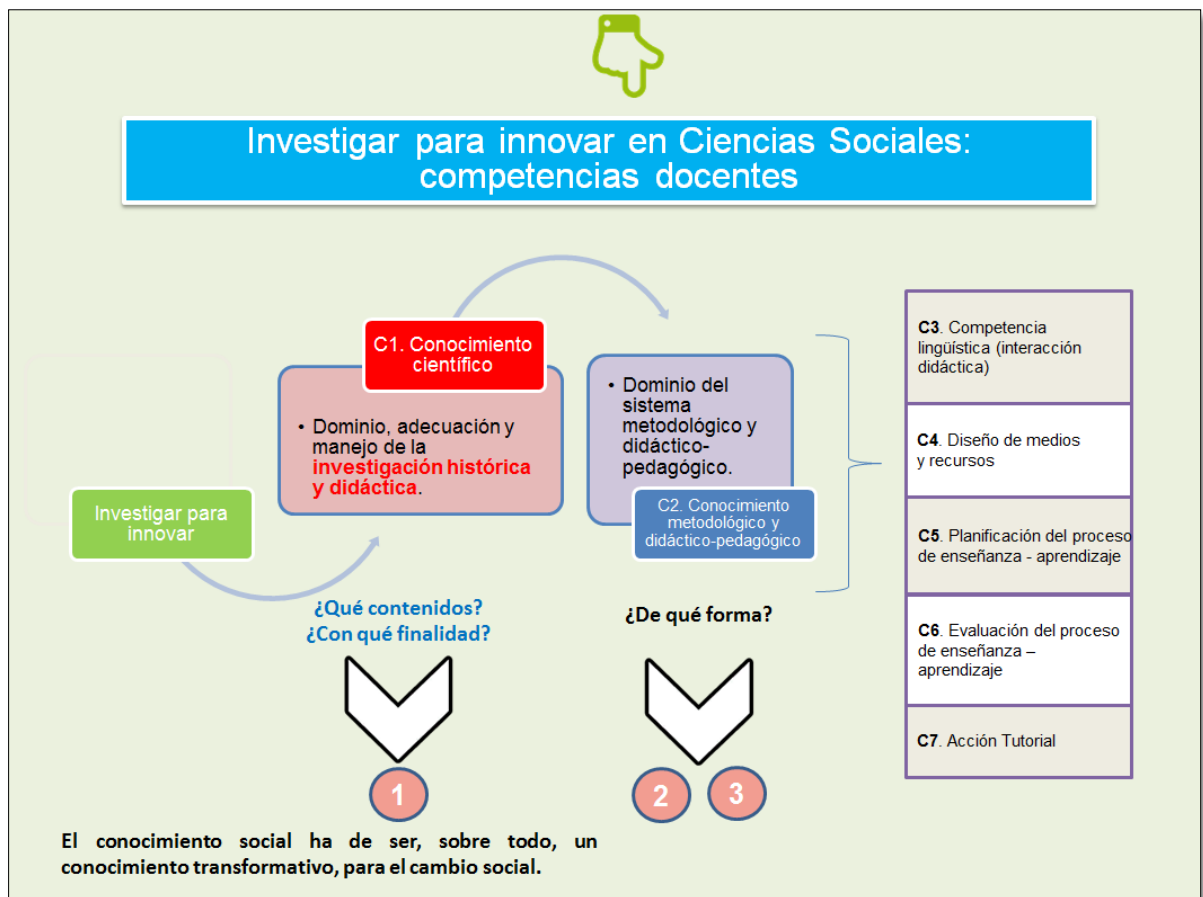 Investigar para innovar en Ciencias Sociales:
competencias docentes
Investigar para
innovar
C1. Conocimiento
científico
• Dominio, adecuación y
manejo de la
investigación histórica
y didáctica.
• Dominio del
sistema
metodológico y
didáctico-
pedagógico.
C2. Conocimiento
metodológico y
didáctico-pedagógico
C3. Competencia
lingüística (interacción
didáctica)
C4. Diseño de medios
y recursos
C5. Planificación del proceso
de enseñanza - aprendizaje
C6. Evaluación del proceso
de enseñanza –
aprendizaje
C7. Acción Tutorial
¿Qué contenidos?
¿Con qué finalidad?
¿De qué forma?
1
2
3
El conocimiento social ha de ser, sobre todo, un
conocimiento transformativo, para el cambio social.